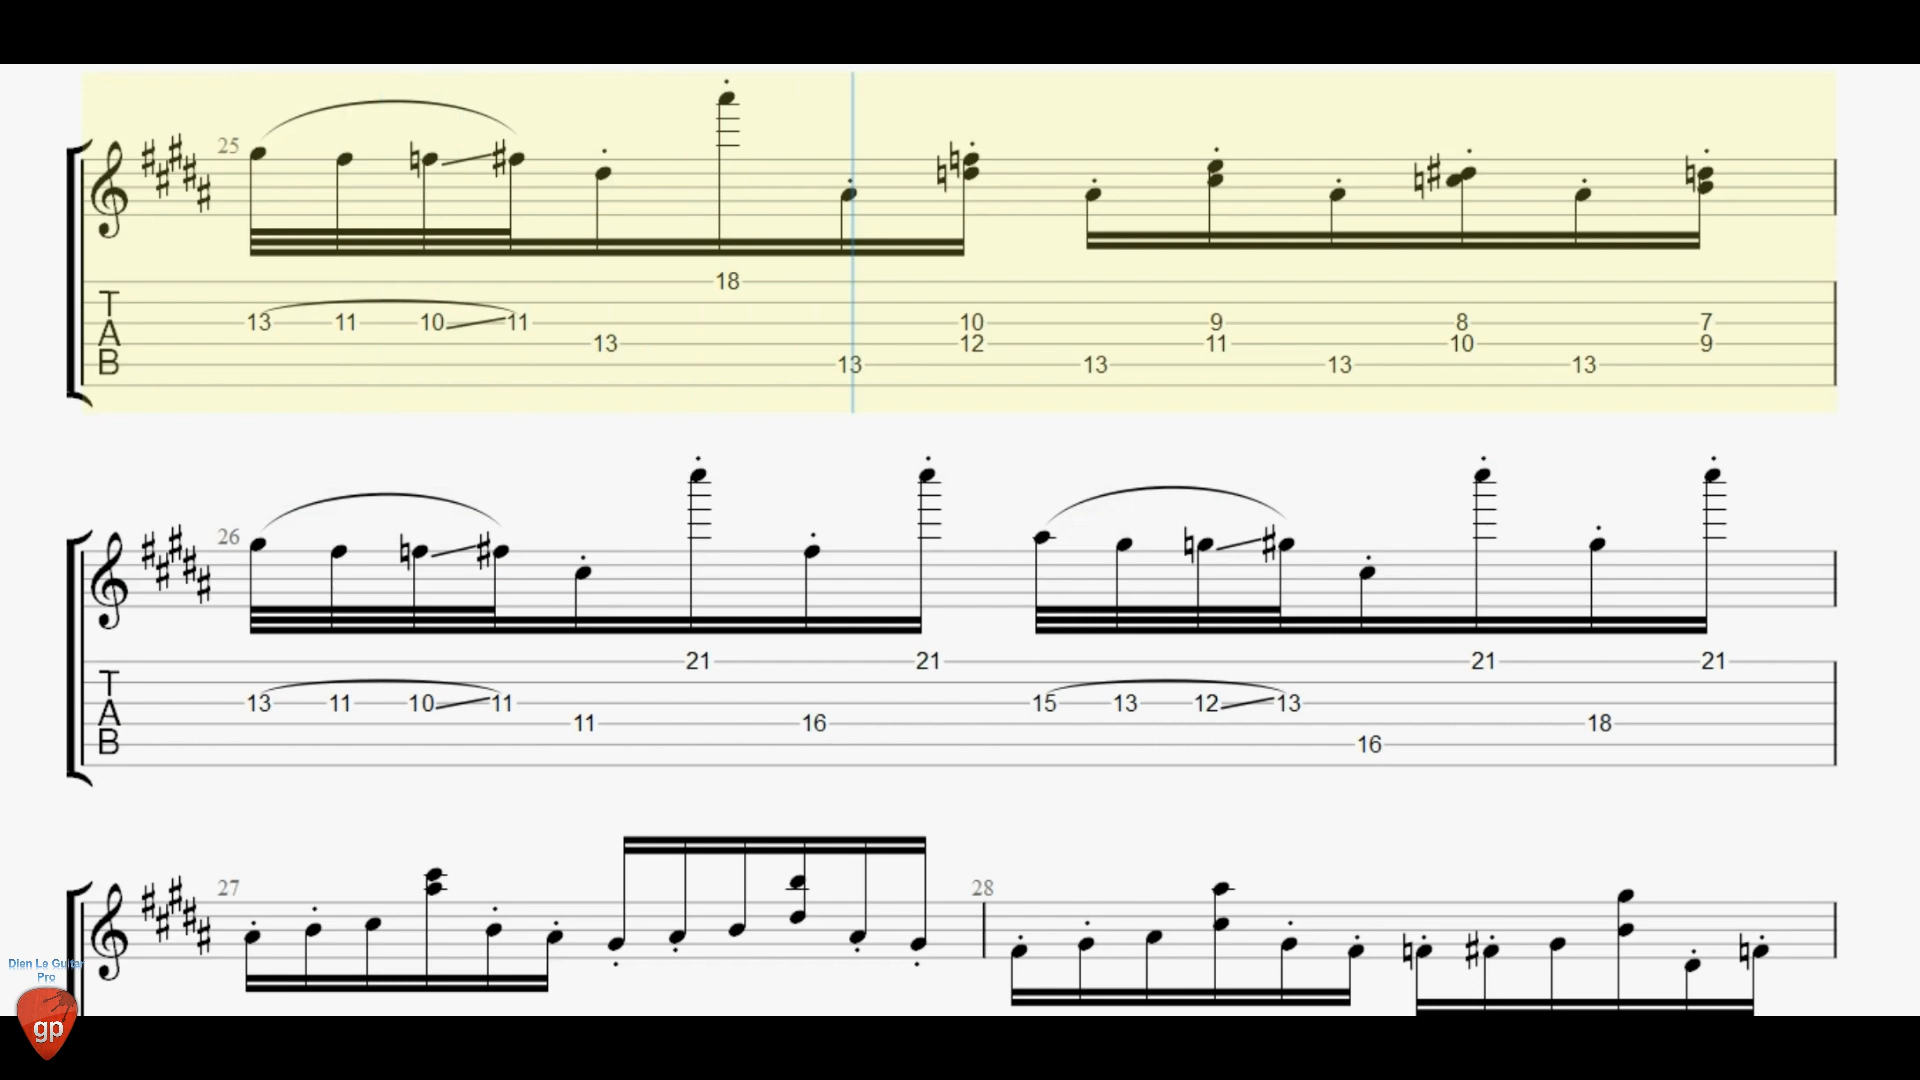 25
18
13 11 10 11 10 9 8 7
13 12 11 10 9
13 13 13 13
TAB
26
21 21 21 21
13 11 10 11 15 13 12 13
11 16 18
16
TAB
27 28
Dien Le Guitar
Pro
gp